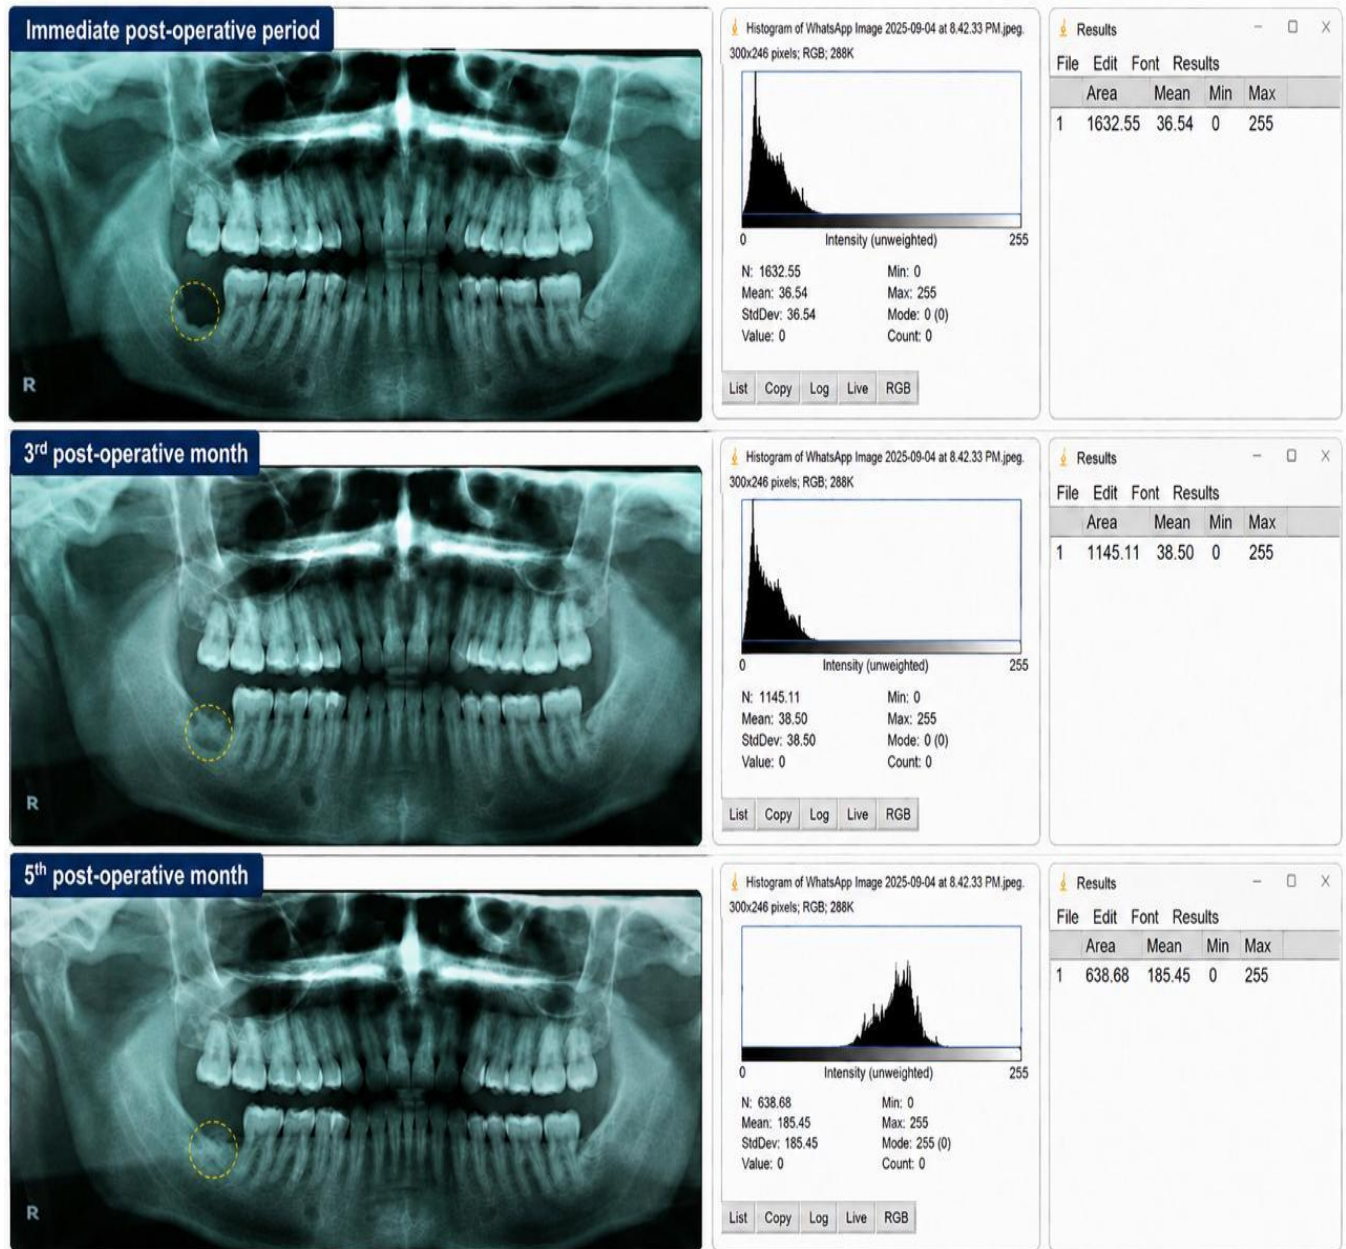 Immediate post-operative period
R
Histogram of WhatsApp Image 2025-09-04 at 8.42.33 PM.jpeg.
300x246 pixels; RGB; 288K
0 Intensity (unweighted) 255
N: 1632.55 Min: 0
Mean: 36.54 Max: 255
StdDev: 36.54 Mode: 0 (0)
Value: 0 Count: 0
List Copy Log Live RGB
Results
File Edit Font Results
Area Mean Min Max
1 1632.55 36.54 0 255
3rd post-operative month
R
Histogram of WhatsApp Image 2025-09-04 at 8.42.33 PM.jpeg.
300x246 pixels; RGB; 288K
0 Intensity (unweighted) 255
N: 1145.11 Min: 0
Mean: 38.50 Max: 255
StdDev: 38.50 Mode: 0 (0)
Value: 0 Count: 0
List Copy Log Live RGB
Results
File Edit Font Results
Area Mean Min Max
1 1145.11 38.50 0 255
5th post-operative month
R
Histogram of WhatsApp Image 2025-09-04 at 8.42.33 PM.jpeg.
300x246 pixels; RGB; 288K
0 Intensity (unweighted) 255
N: 638.68 Min: 0
Mean: 185.45 Max: 255
StdDev: 185.45 Mode: 255 (0)
Value: 0 Count: 0
List Copy Log Live RGB
Results
File Edit Font Results
Area Mean Min Max
1 638.68 185.45 0 255